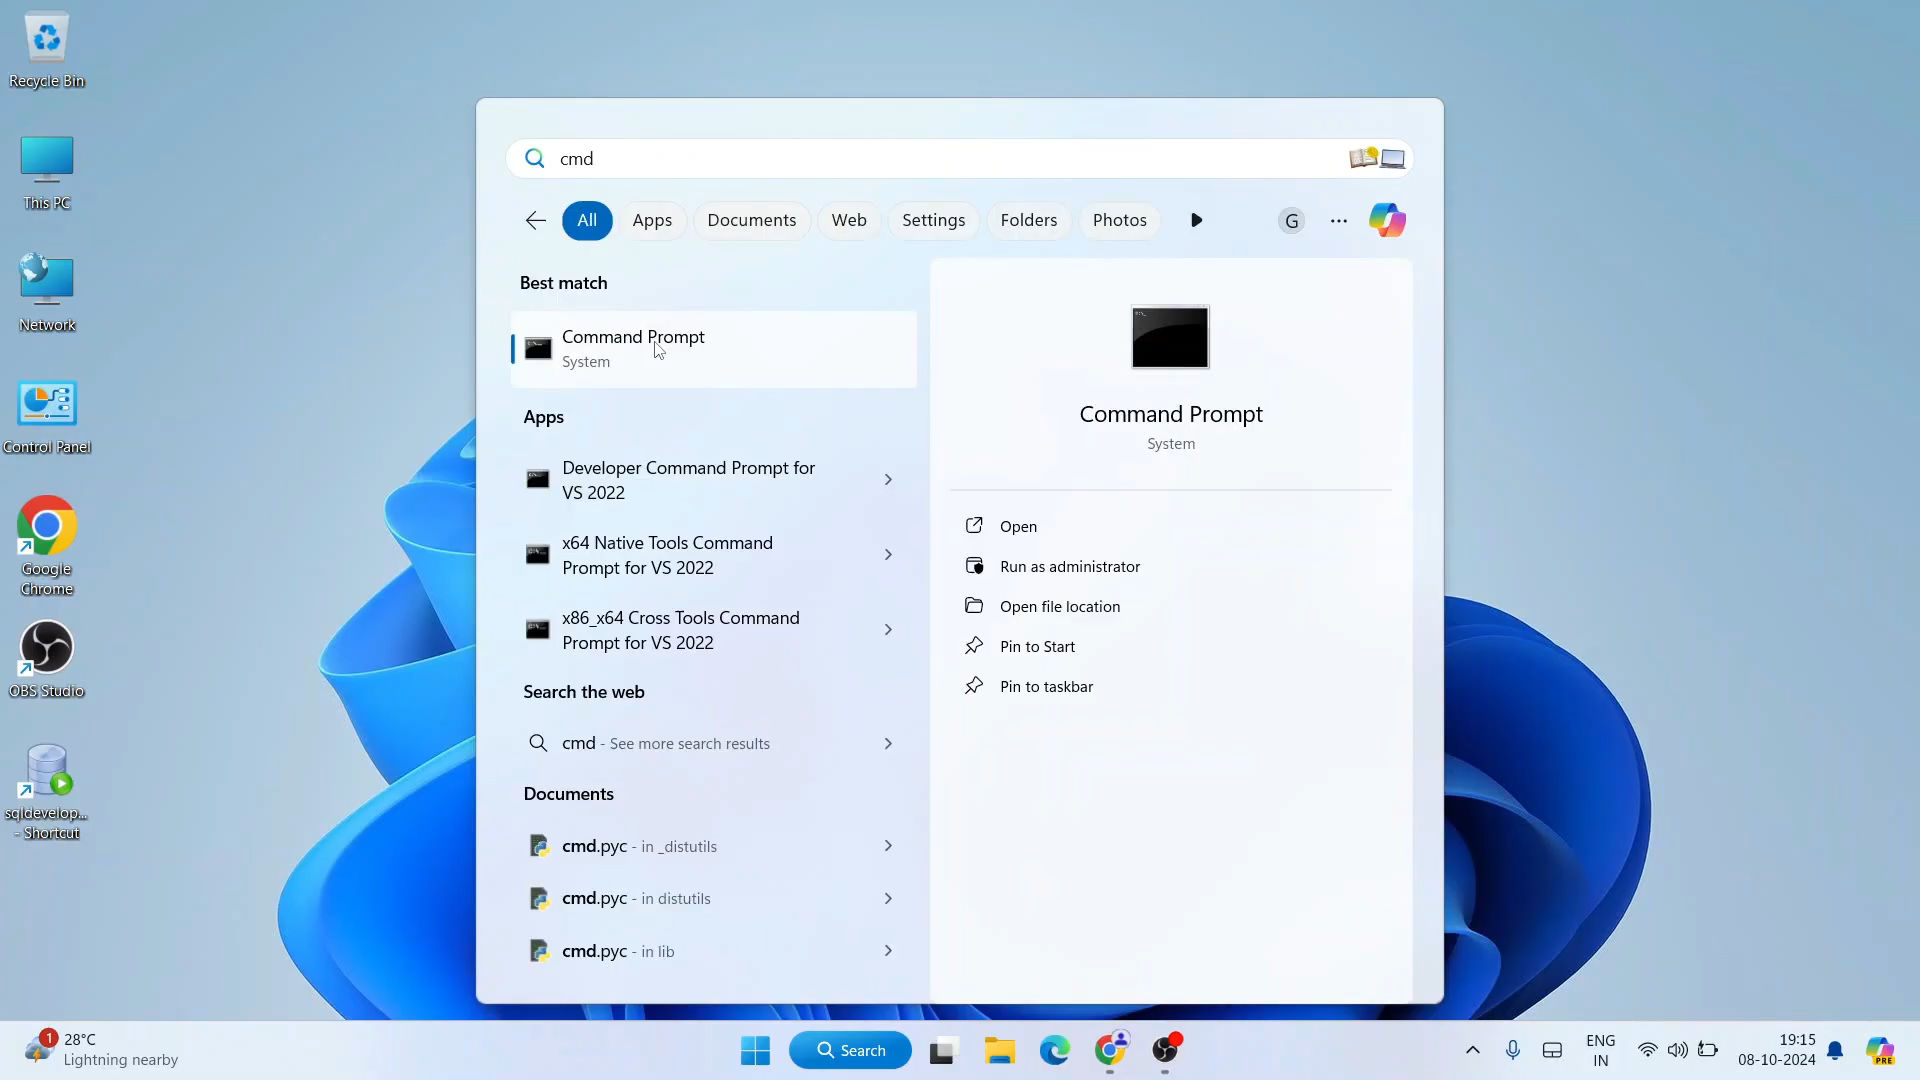 Recycle Bin
This PC
Network
Control Panel
Google
Chrome
OBS Studio
sqldevelop...
- Shortcut
cmd
All
Apps
Documents
Web
Settings
Folders
Photos
G
Best match
Command Prompt
System
Apps
Developer Command Prompt for
VS 2022
x64 Native Tools Command
Prompt for VS 2022
x86_x64 Cross Tools Command
Prompt for VS 2022
Search the web
cmd - See more search results
Documents
cmd.pyc - in _distutils
cmd.pyc - in distutils
cmd.pyc - in lib
Command Prompt
System
Open
Run as administrator
Open file location
Pin to Start
Pin to taskbar
1
28°C
Lightning nearby
Search
ENG
IN
19:15
08-10-2024
PRE